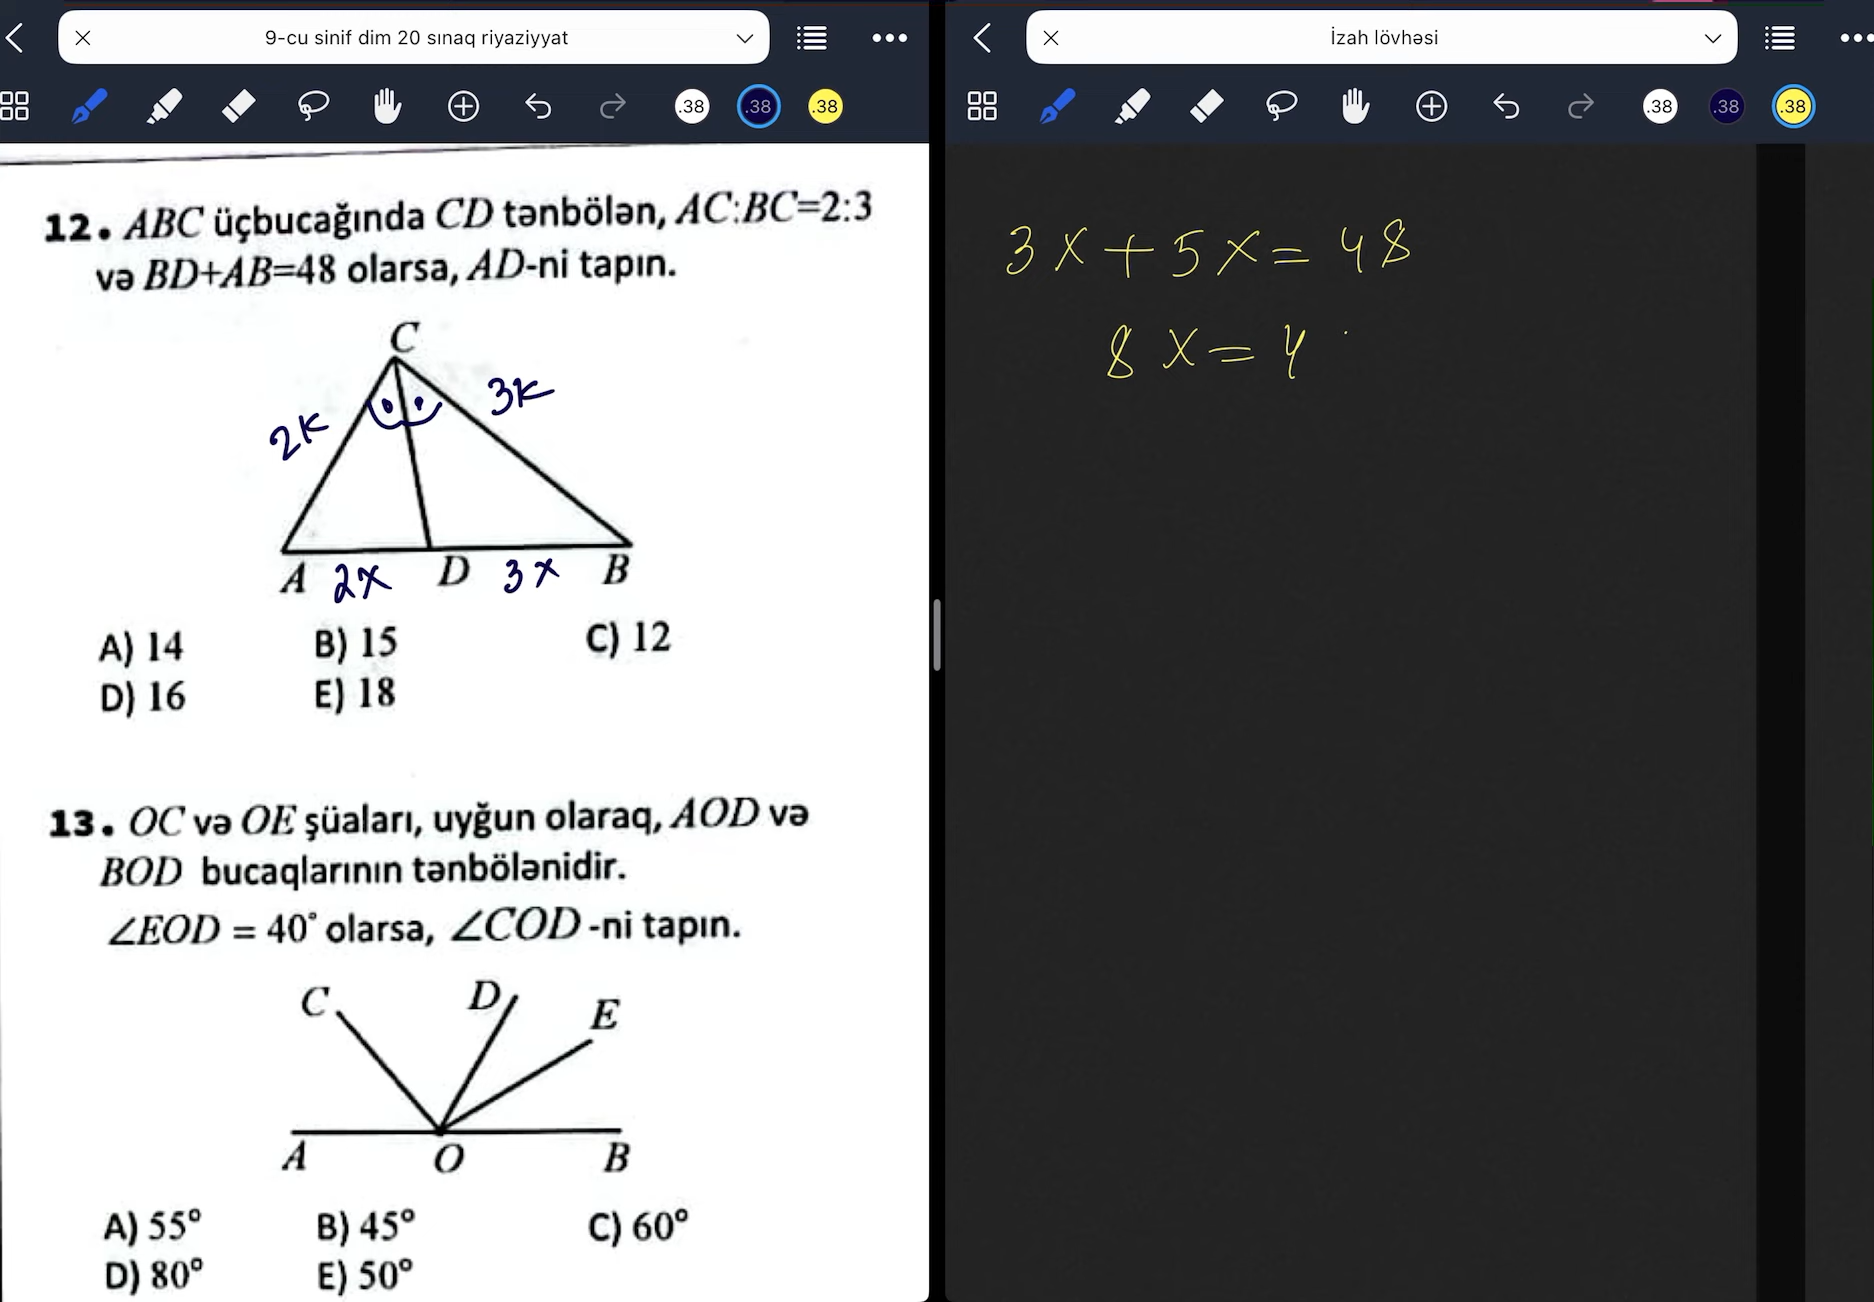 9-cu sinif dim 20 sınaq riyaziyyat
.38 .38 .38
12. ABC üçbucağında CD tənbölən, AC:BC=2:3
və BD+AB=48 olarsa, AD-ni tapın.
C
2k 3k
A 2x D 3x B
A) 14 B) 15 C) 12
D) 16 E) 18
13. OC və OE şüaları, uyğun olaraq, AOD və
BOD bucaqlarının tənbölənidir.
∠EOD = 40° olarsa, ∠COD -ni tapın.
C D E
A O B
A) 55° B) 45° C) 60°
D) 80° E) 50°
İzah lövhəsi
.38 .38 .38
3x+5x=48
8x=4